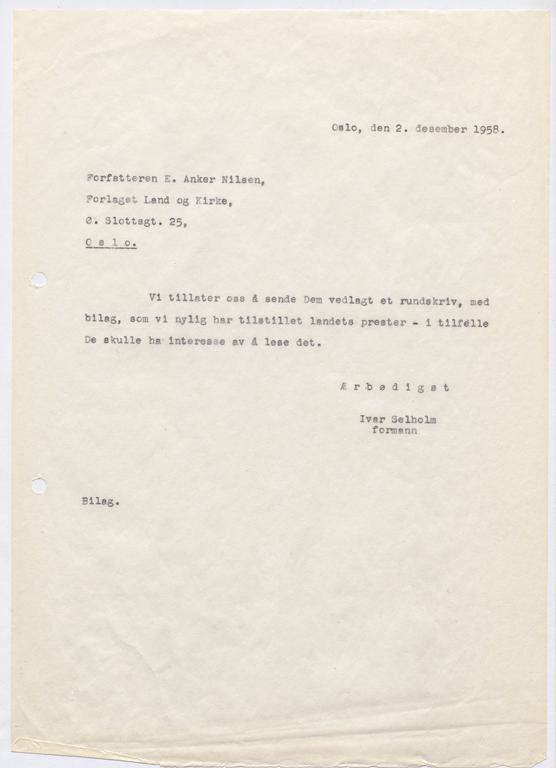 Oslo, den 2. desember 1958.
Forfatteren E. Anker Nilsen,
Forlaget Land og Kirke,
Ø. Slottsgt. 25,
O s l o.
Vi tillater oss å sende Dem vedlagt et rundskriv, med
bilag, som vi nylig har tilstillet landets prester - i tilfelle
De skulle ha interesse av å lese det.
Æ r b ø d i g s t
Ivar Selholm
formann
Bilag.